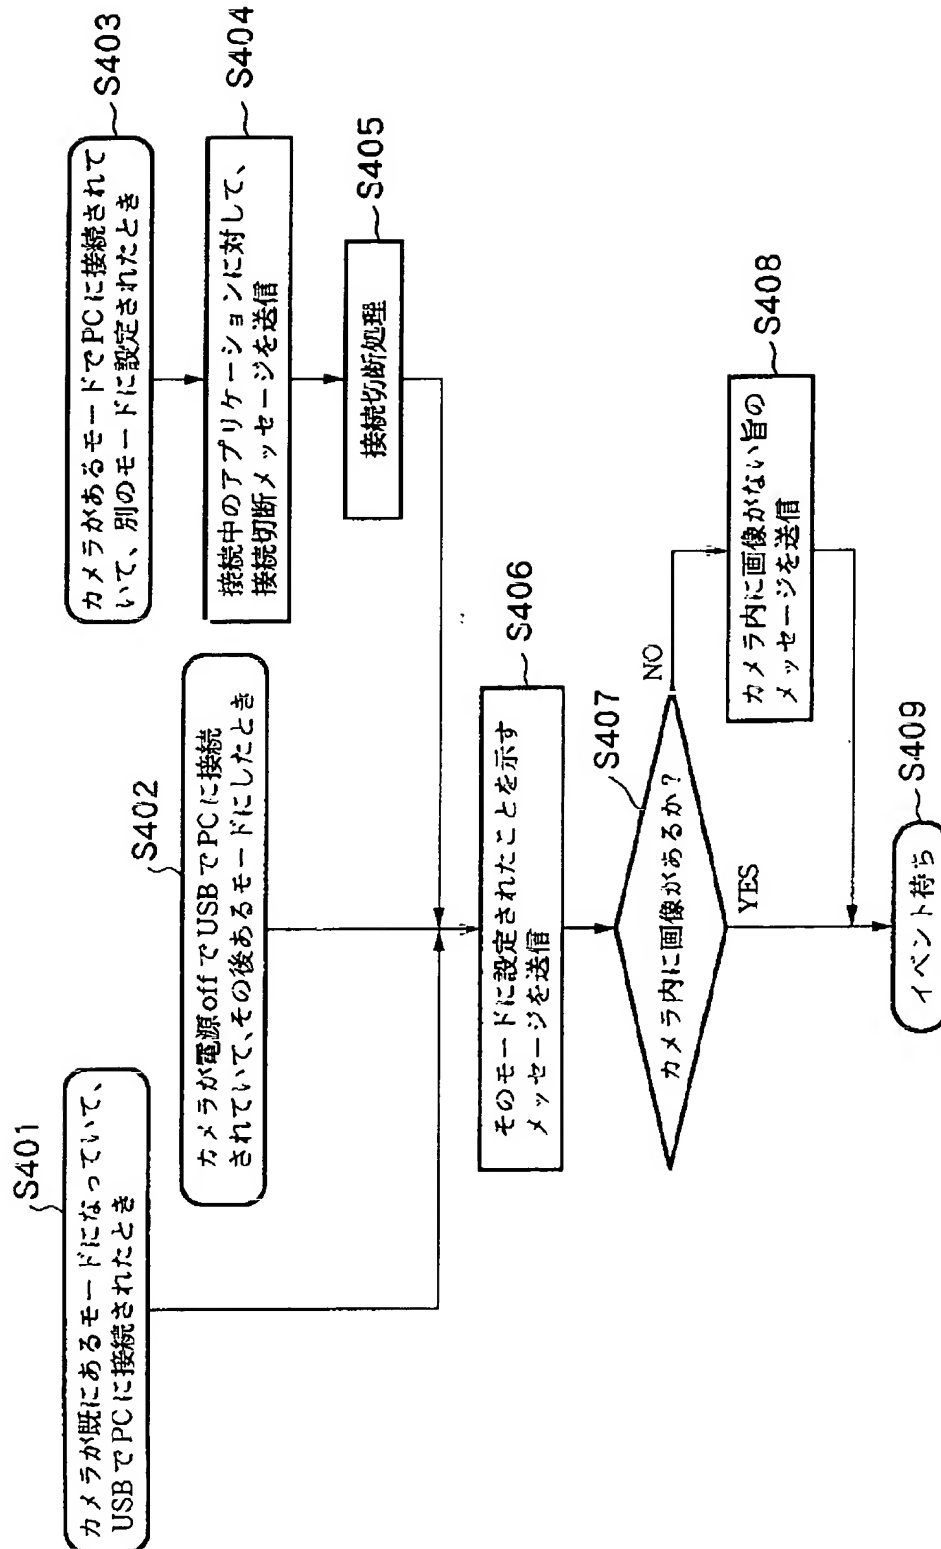 S401
カメラが既にあるモードになっていて、
USBでPCに接続されたとき
S402
カメラが電源offでUSBでPCに接続
されていて、その後あるモードにしたとき
S403
カメラがあるモードでPCに接続されて
いて、別のモードに設定されたとき
S404
接続中のアプリケーションに対して、
接続切断メッセージを送信
S405
接続切断処理
S406
そのモードに設定されたことを示す
メッセージを送信
S407
カメラ内に画像があるか?
NO
YES
S408
カメラ内に画像がない旨の
メッセージを送信
S409
イベント待ち